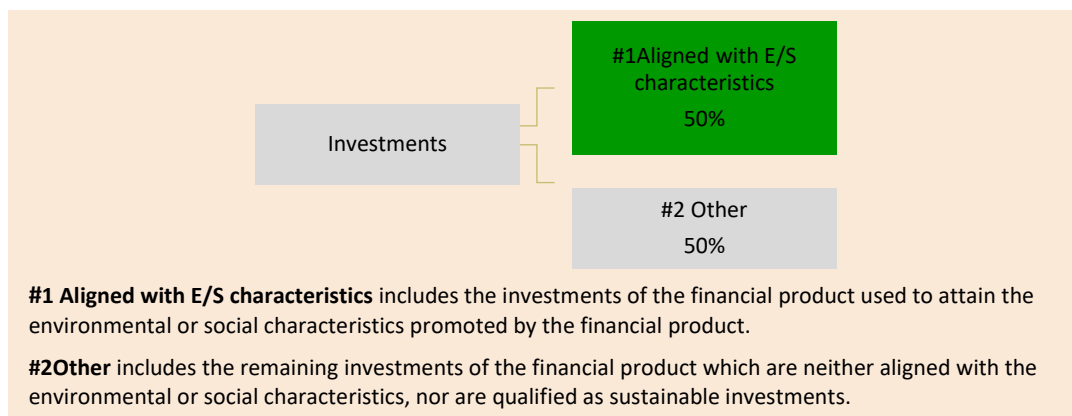 #1Aligned with E/S
characteristics
50%
Investments
#2 Other
50%
#1 Aligned with E/S characteristics includes the investments of the financial product used to attain the
environmental or social characteristics promoted by the financial product.
#2Other includes the remaining investments of the financial product which are neither aligned with the
environmental or social characteristics, nor are qualified as sustainable investments.